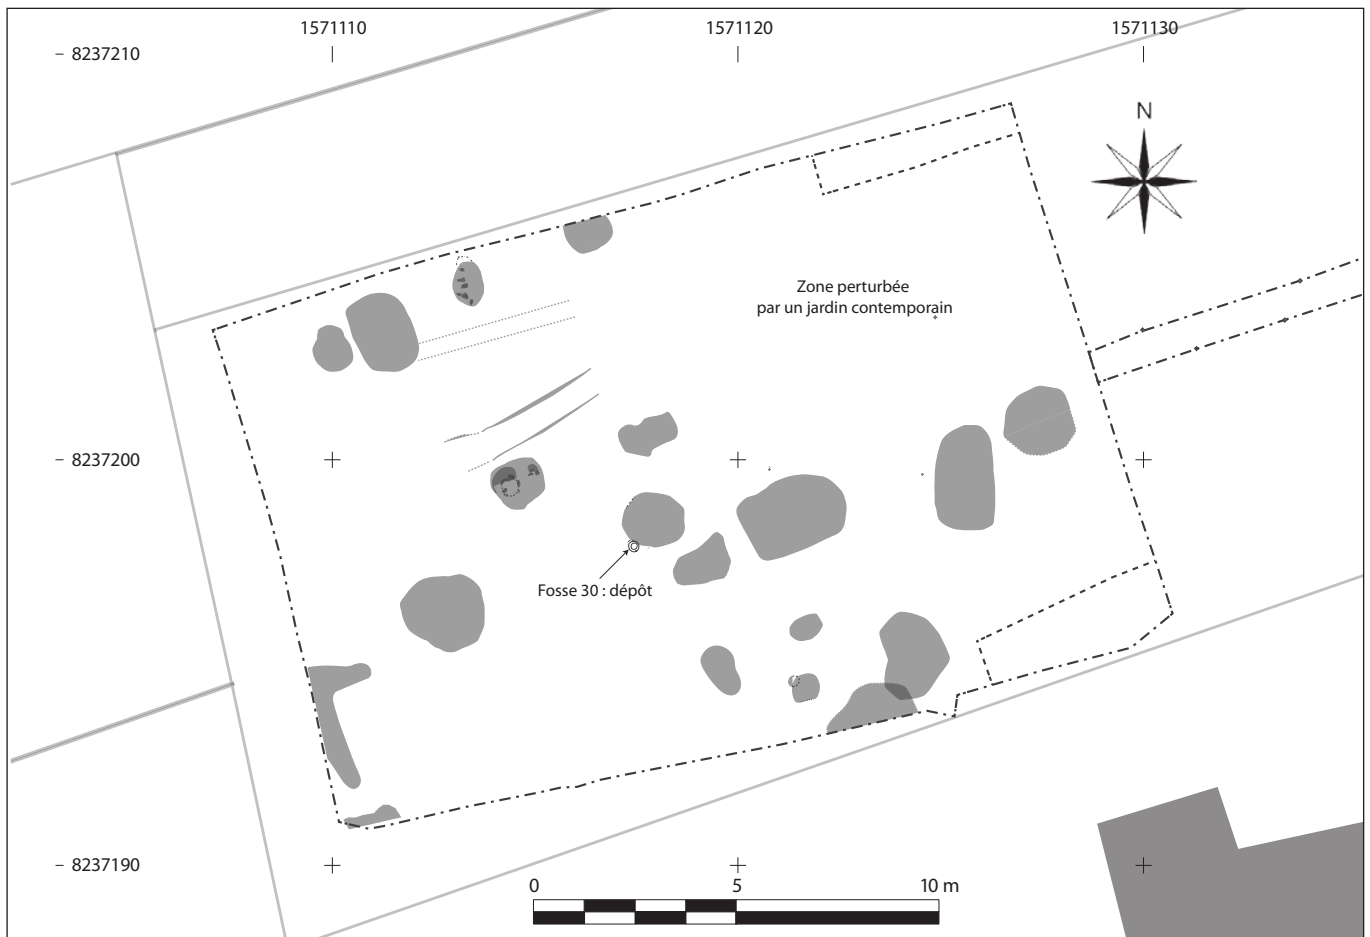 1571110 1571120 1571130
– 8237210
N
Zone perturbée
par un jardin contemporain
– 8237200
Fosse 30 : dépôt
– 8237190
0 5 10 m